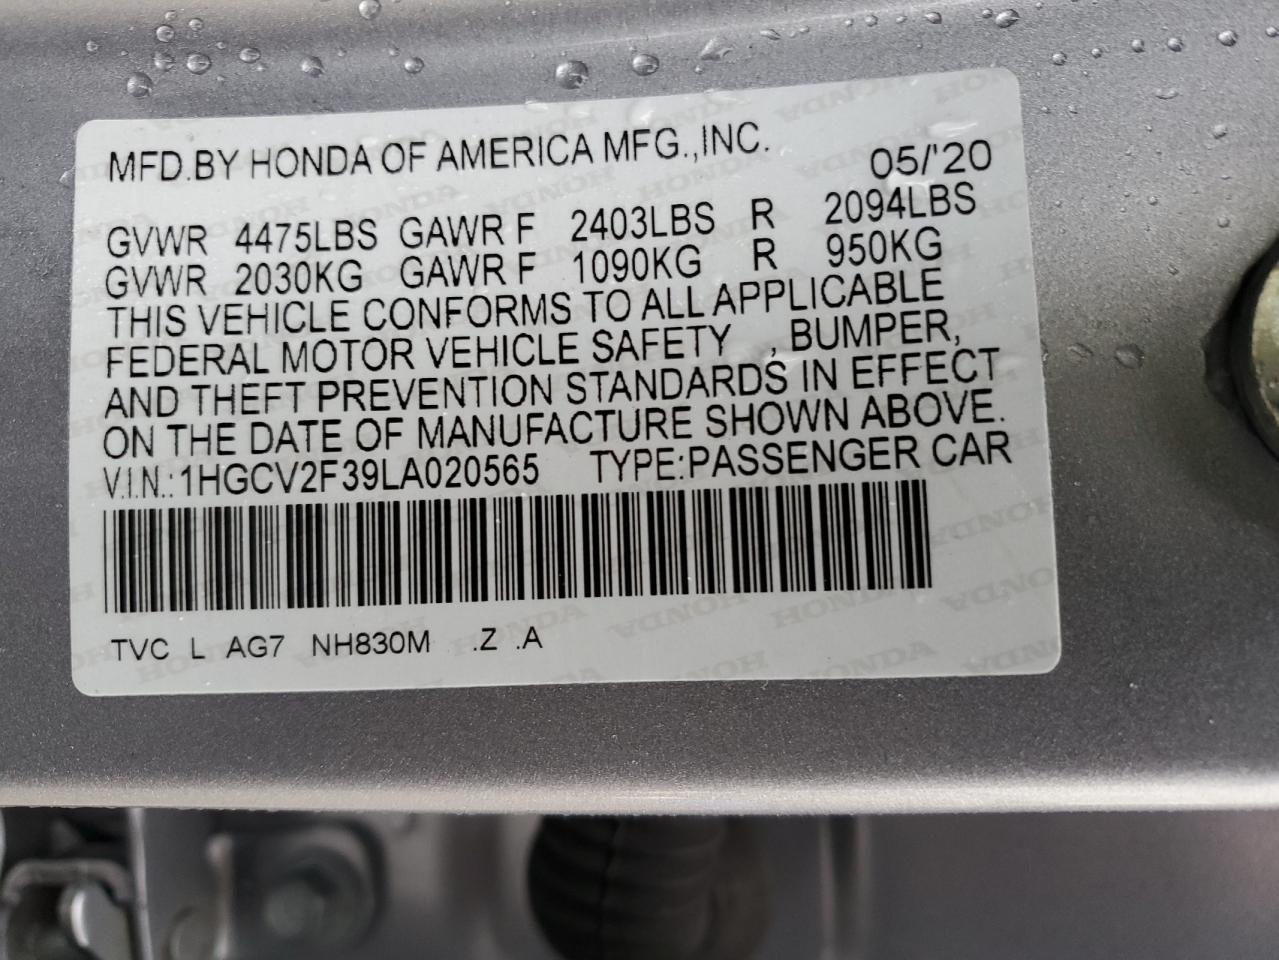 MFD.BY HONDA OF AMERICA MFG.,INC. 05/'20
GVWR 4475LBS GAWR F 2403LBS R 2094LBS
GVWR 2030KG GAWR F 1090KG R 950KG
THIS VEHICLE CONFORMS TO ALL APPLICABLE
FEDERAL MOTOR VEHICLE SAFETY , BUMPER,
AND THEFT PREVENTION STANDARDS IN EFFECT
ON THE DATE OF MANUFACTURE SHOWN ABOVE.
V.I.N.: 1HGCV2F39LA020565 TYPE:PASSENGER CAR
TVC L AG7 NH830M .Z .A